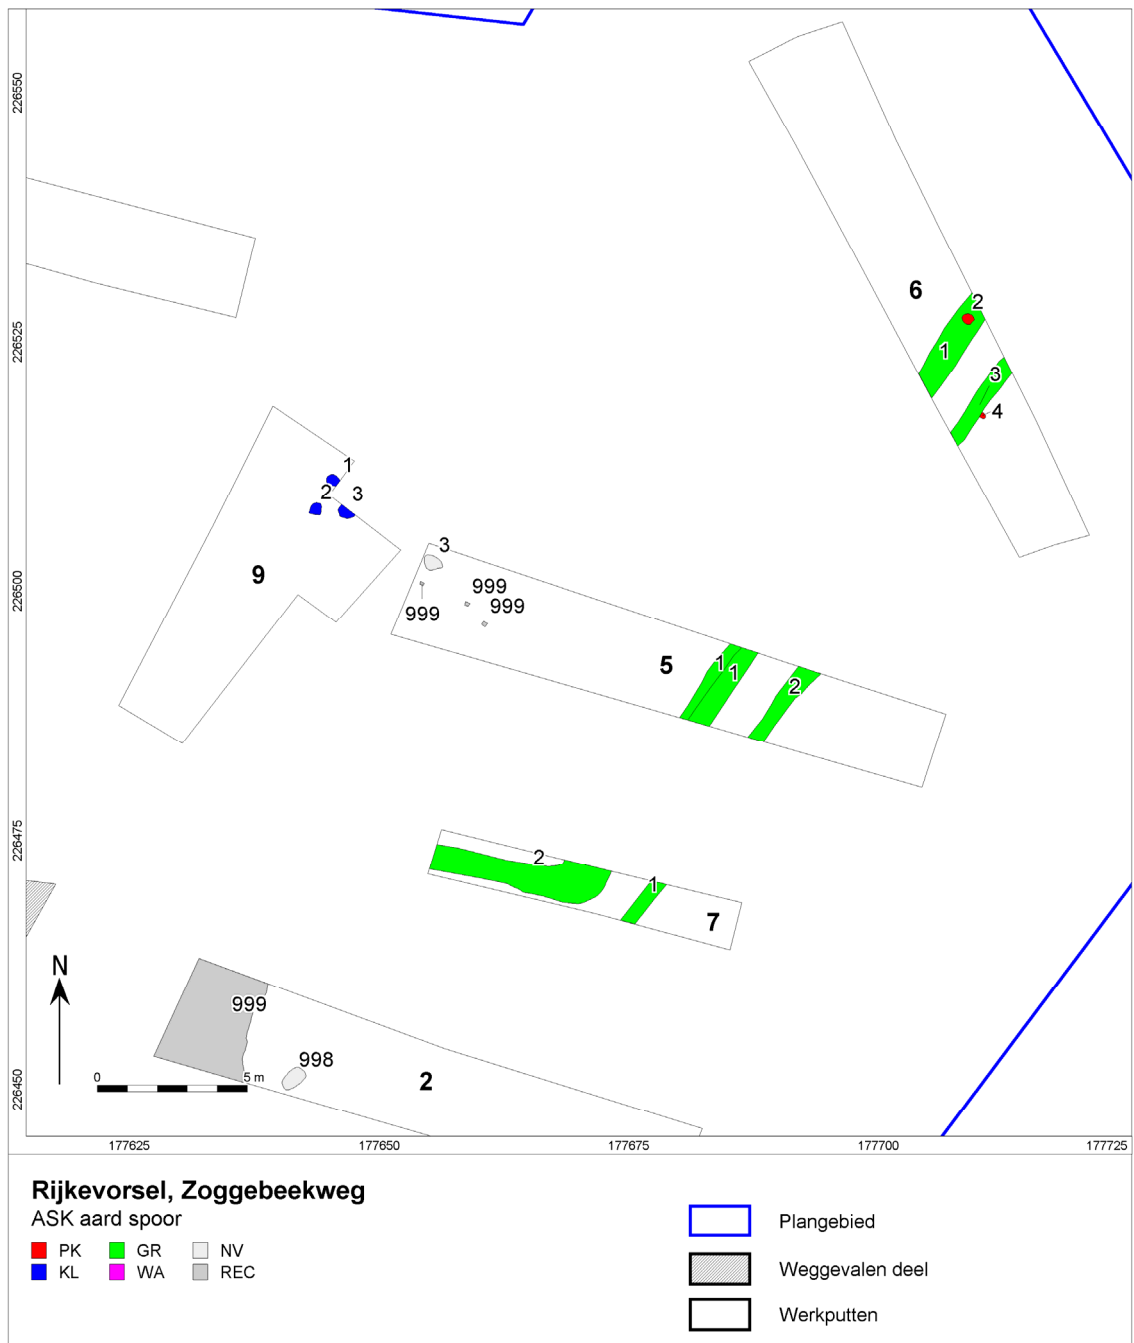 226550
226525
226500
226475
226450
6
2
1
3
4
1
2
3
9
3
999
999
999
5
1
1
2
2
1
7
999
998
2
N
0
5 m
177625
177650
177675
177700
177725
Rijkevorsel, Zoggebeekweg
ASK aard spoor
PK
GR
NV
KL
WA
REC
Plangebied
Weggevalen deel
Werkputten